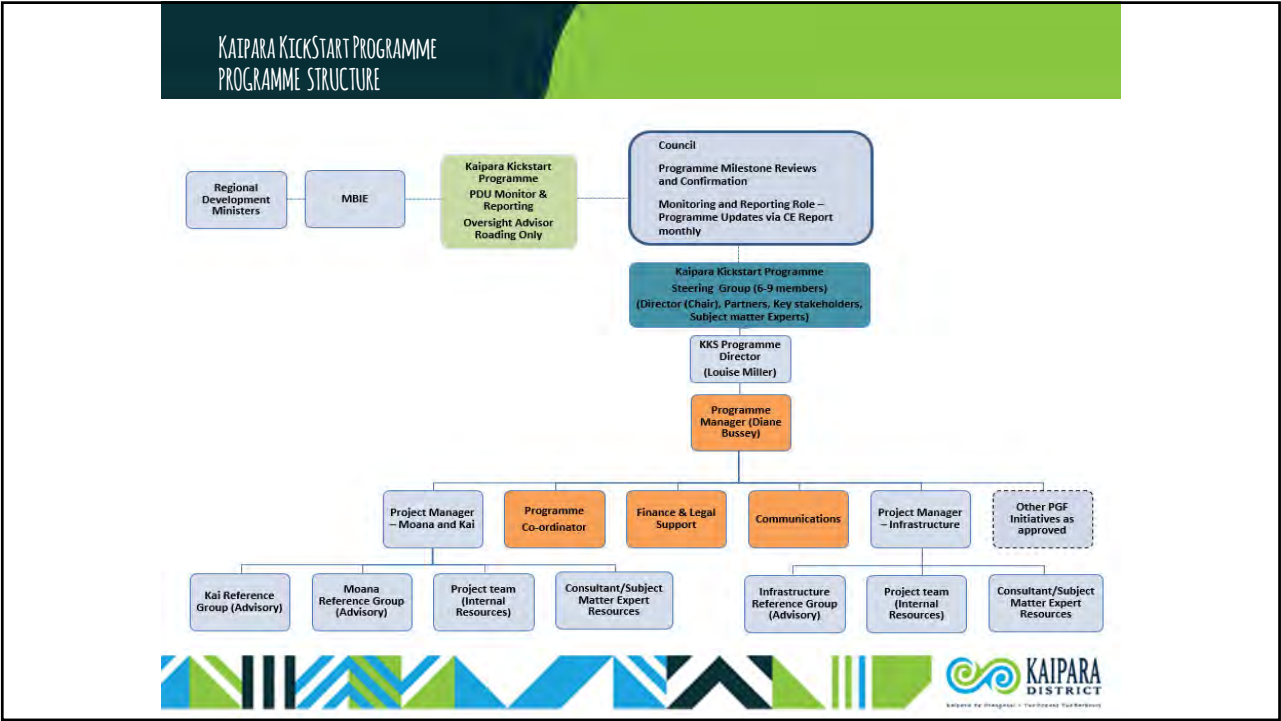 KAIPARA KICKSTART PROGRAMME
PROGRAMME STRUCTURE
Regional
Development
Ministers
MBIE
Kaipara Kickstart
Programme
PDU Monitor &
Reporting
Oversight Advisor
Roading Only
Council
Programme Milestone Reviews
and Confirmation
Monitoring and Reporting Role –
Programme Updates via CE Report
monthly
Kaipara Kickstart Programme
Steering Group (6-9 members)
(Director (Chair), Partners, Key stakeholders,
Subject matter Experts)
KKS Programme
Director
(Louise Miller)
Programme
Manager (Diane
Bussey)
Project Manager
– Moana and Kai
Programme
Co-ordinator
Finance & Legal
Support
Communications
Project Manager
– Infrastructure
Other PGF
Initiatives as
approved
Kai Reference
Group (Advisory)
Moana
Reference Group
(Advisory)
Project team
(Internal
Resources)
Consultant/Subject
Matter Expert
Resources
Infrastructure
Reference Group
(Advisory)
Project team
(Internal
Resources)
Consultant/Subject
Matter Expert
Resources
KAIPARA
DISTRICT